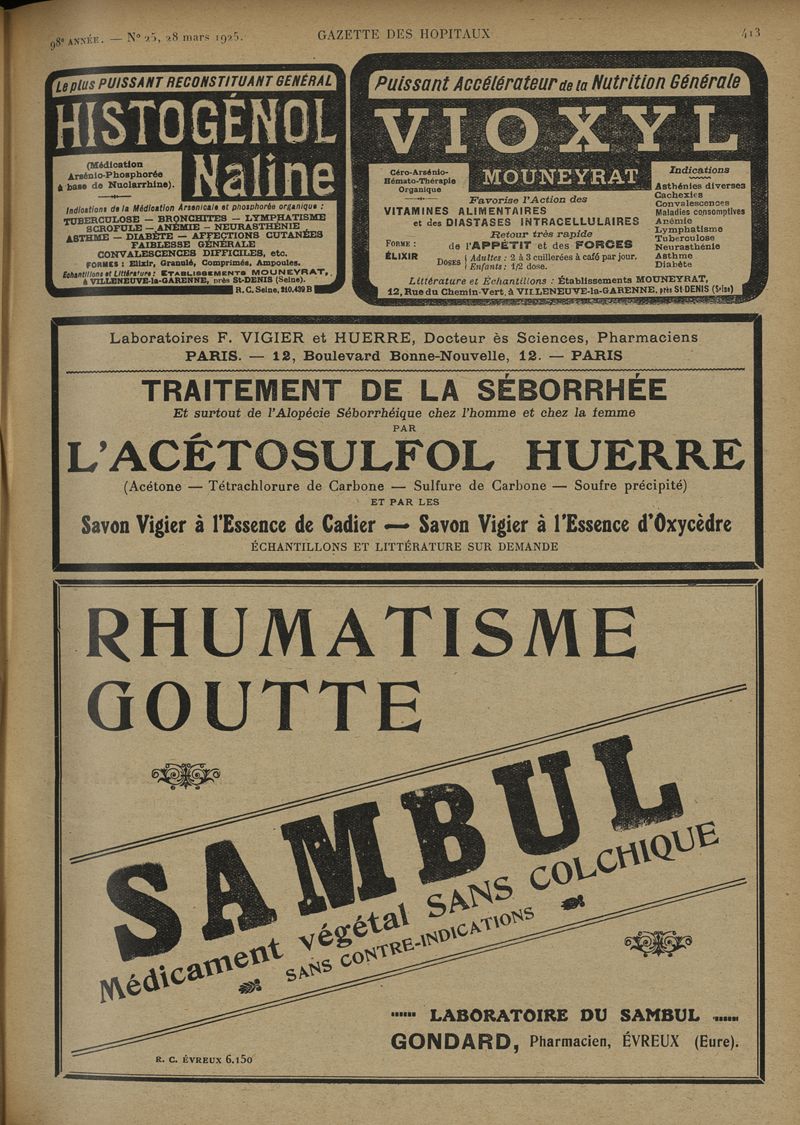 98e ANNÉE. — No 25, 28 mars 1925.
GAZETTE DES HOPITAUX
413
Le plus PUISSANT RECONSTITUANT GÉNÉRAL
HISTOGÉNOL
(Médication
Arsénio-Phosphorée
à base de Nuclarrhine).
Naline
Indications de la Médication Arsenicale et phosphorée organique :
TUBERCULOSE — BRONCHITES — LYMPHATISME
SCROFULE — ANÉMIE — NEURASTHÉNIE
ASTHME — DIABÈTE — AFFECTIONS CUTANÉES
FAIBLESSE GÉNÉRALE
CONVALESCENCES DIFFICILES, etc.
FORMES : Elixir, Granulé, Comprimés, Ampoules.
Echantillons et Littérature : ETABLISSEMENTS MOUNEYRAT,
à VILLENEUVE-la-GARENNE, près St-DENIS (Seine).
R.C. Seine, 210.439 B
Puissant Accélérateur de la Nutrition Générale
VIOXYL
Céro-Arsénio-
Hémato-Thérapie
Organique
MOUNEYRAT
Favorise l'Action des
VITAMINES ALIMENTAIRES
et des DIASTASES INTRACELLULAIRES
Retour très rapide
de l'APPÉTIT et des FORCES
FORME :
ÉLIXIR
DOSES
Adultes : 2 à 3 cuillerées à café par jour.
Enfants : 1/2 dose.
Indications
Asthénies diverses
Cachexies
Convalescences
Maladies consomptives
Anémie
Lymphatisme
Tuberculose
Neurasthénie
Asthme
Diabète
Littérature et Échantillons : Établissements MOUNEYRAT,
12, Rue du Chemin-Vert, à VILLENEUVE-la-GARENNE, près St-DENIS (Seine)
Laboratoires F. VIGIER et HUERRE, Docteur ès Sciences, Pharmaciens
PARIS. — 12, Boulevard Bonne-Nouvelle, 12. — PARIS
TRAITEMENT DE LA SÉBORRHÉE
Et surtout de l'Alopécie Séborrhéique chez l'homme et chez la femme
PAR
L'ACÉTOSULFOL HUERRE
(Acétone — Tétrachlorure de Carbone — Sulfure de Carbone — Soufre précipité)
ET PAR LES
Savon Vigier à l'Essence de Cadier — Savon Vigier à l'Essence d'Oxycèdre
ÉCHANTILLONS ET LITTÉRATURE SUR DEMANDE
RHUMATISME
GOUTTE
SAMBUL
Médicament végétal SANS COLCHIQUE
SANS CONTRE-INDICATIONS
LABORATOIRE DU SAMBUL
GONDARD, Pharmacien, ÉVREUX (Eure).
R. C. ÉVREUX 6.150